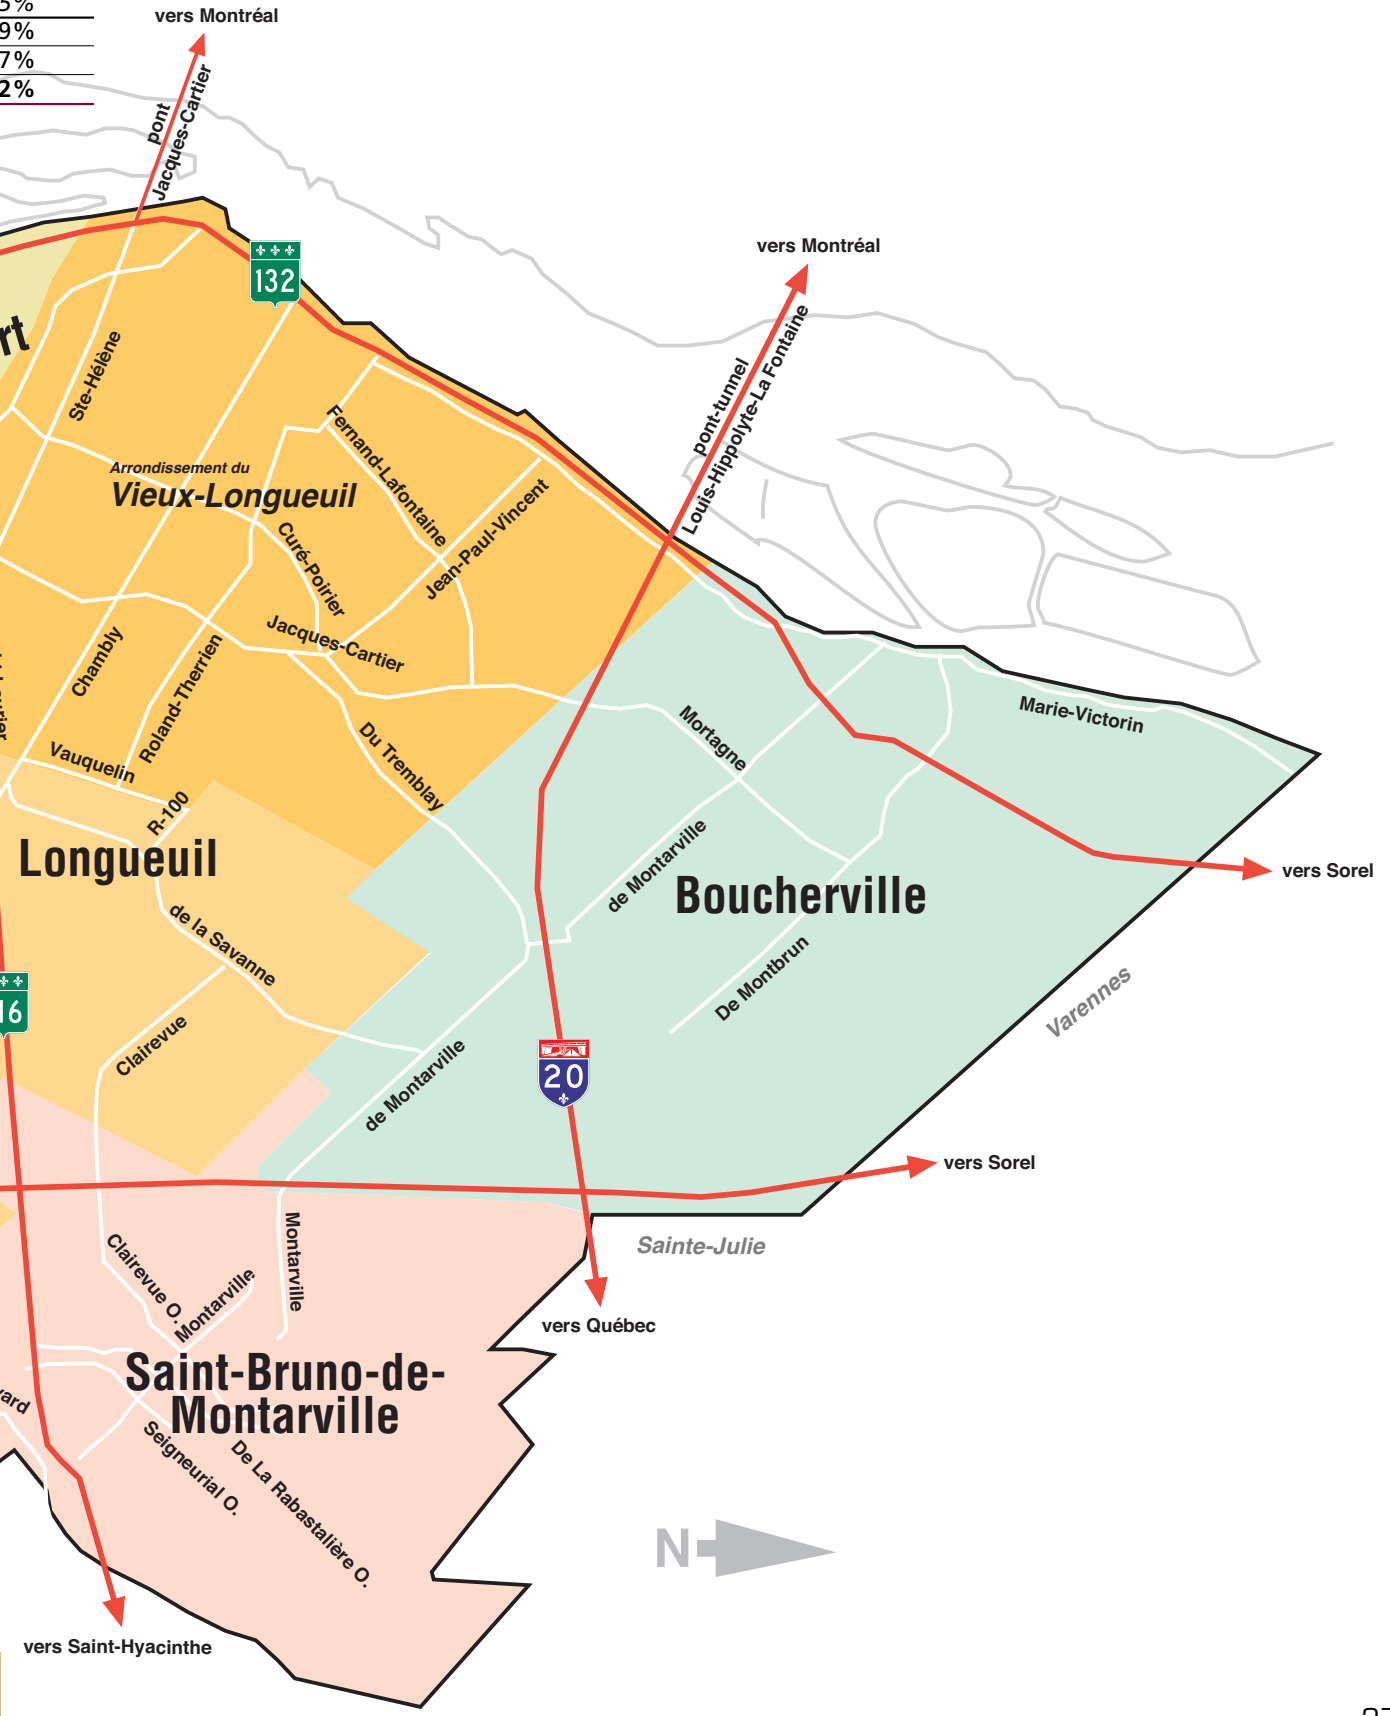 5%
9%
7%
2%
vers Montréal
pont
Jacques-Cartier
132
vers Montréal
pont-tunnel
Louis-Hippolyte-La Fontaine
rt
Ste-Hélène
Fernand-Lafontaine
Arrondissement du
Vieux-Longueuil
Jean-Paul-Vincent
Curé-Poirier
Jacques-Cartier
Chambly
Roland-Therrien
Vauquelin
Du Tremblay
Mortagne
Marie-Victorin
R-100
Longueuil
de Montarville
Boucherville
vers Sorel
de la Savanne
De Montbrun
Varennes
16
Clairevue
de Montarville
20
vers Sorel
Montarville
Sainte-Julie
Clairevue O.
Montarville
vers Québec
Saint-Bruno-de-
Montarville
Seigneurial O.
De La Rabastalière O.
N
vers Saint-Hyacinthe